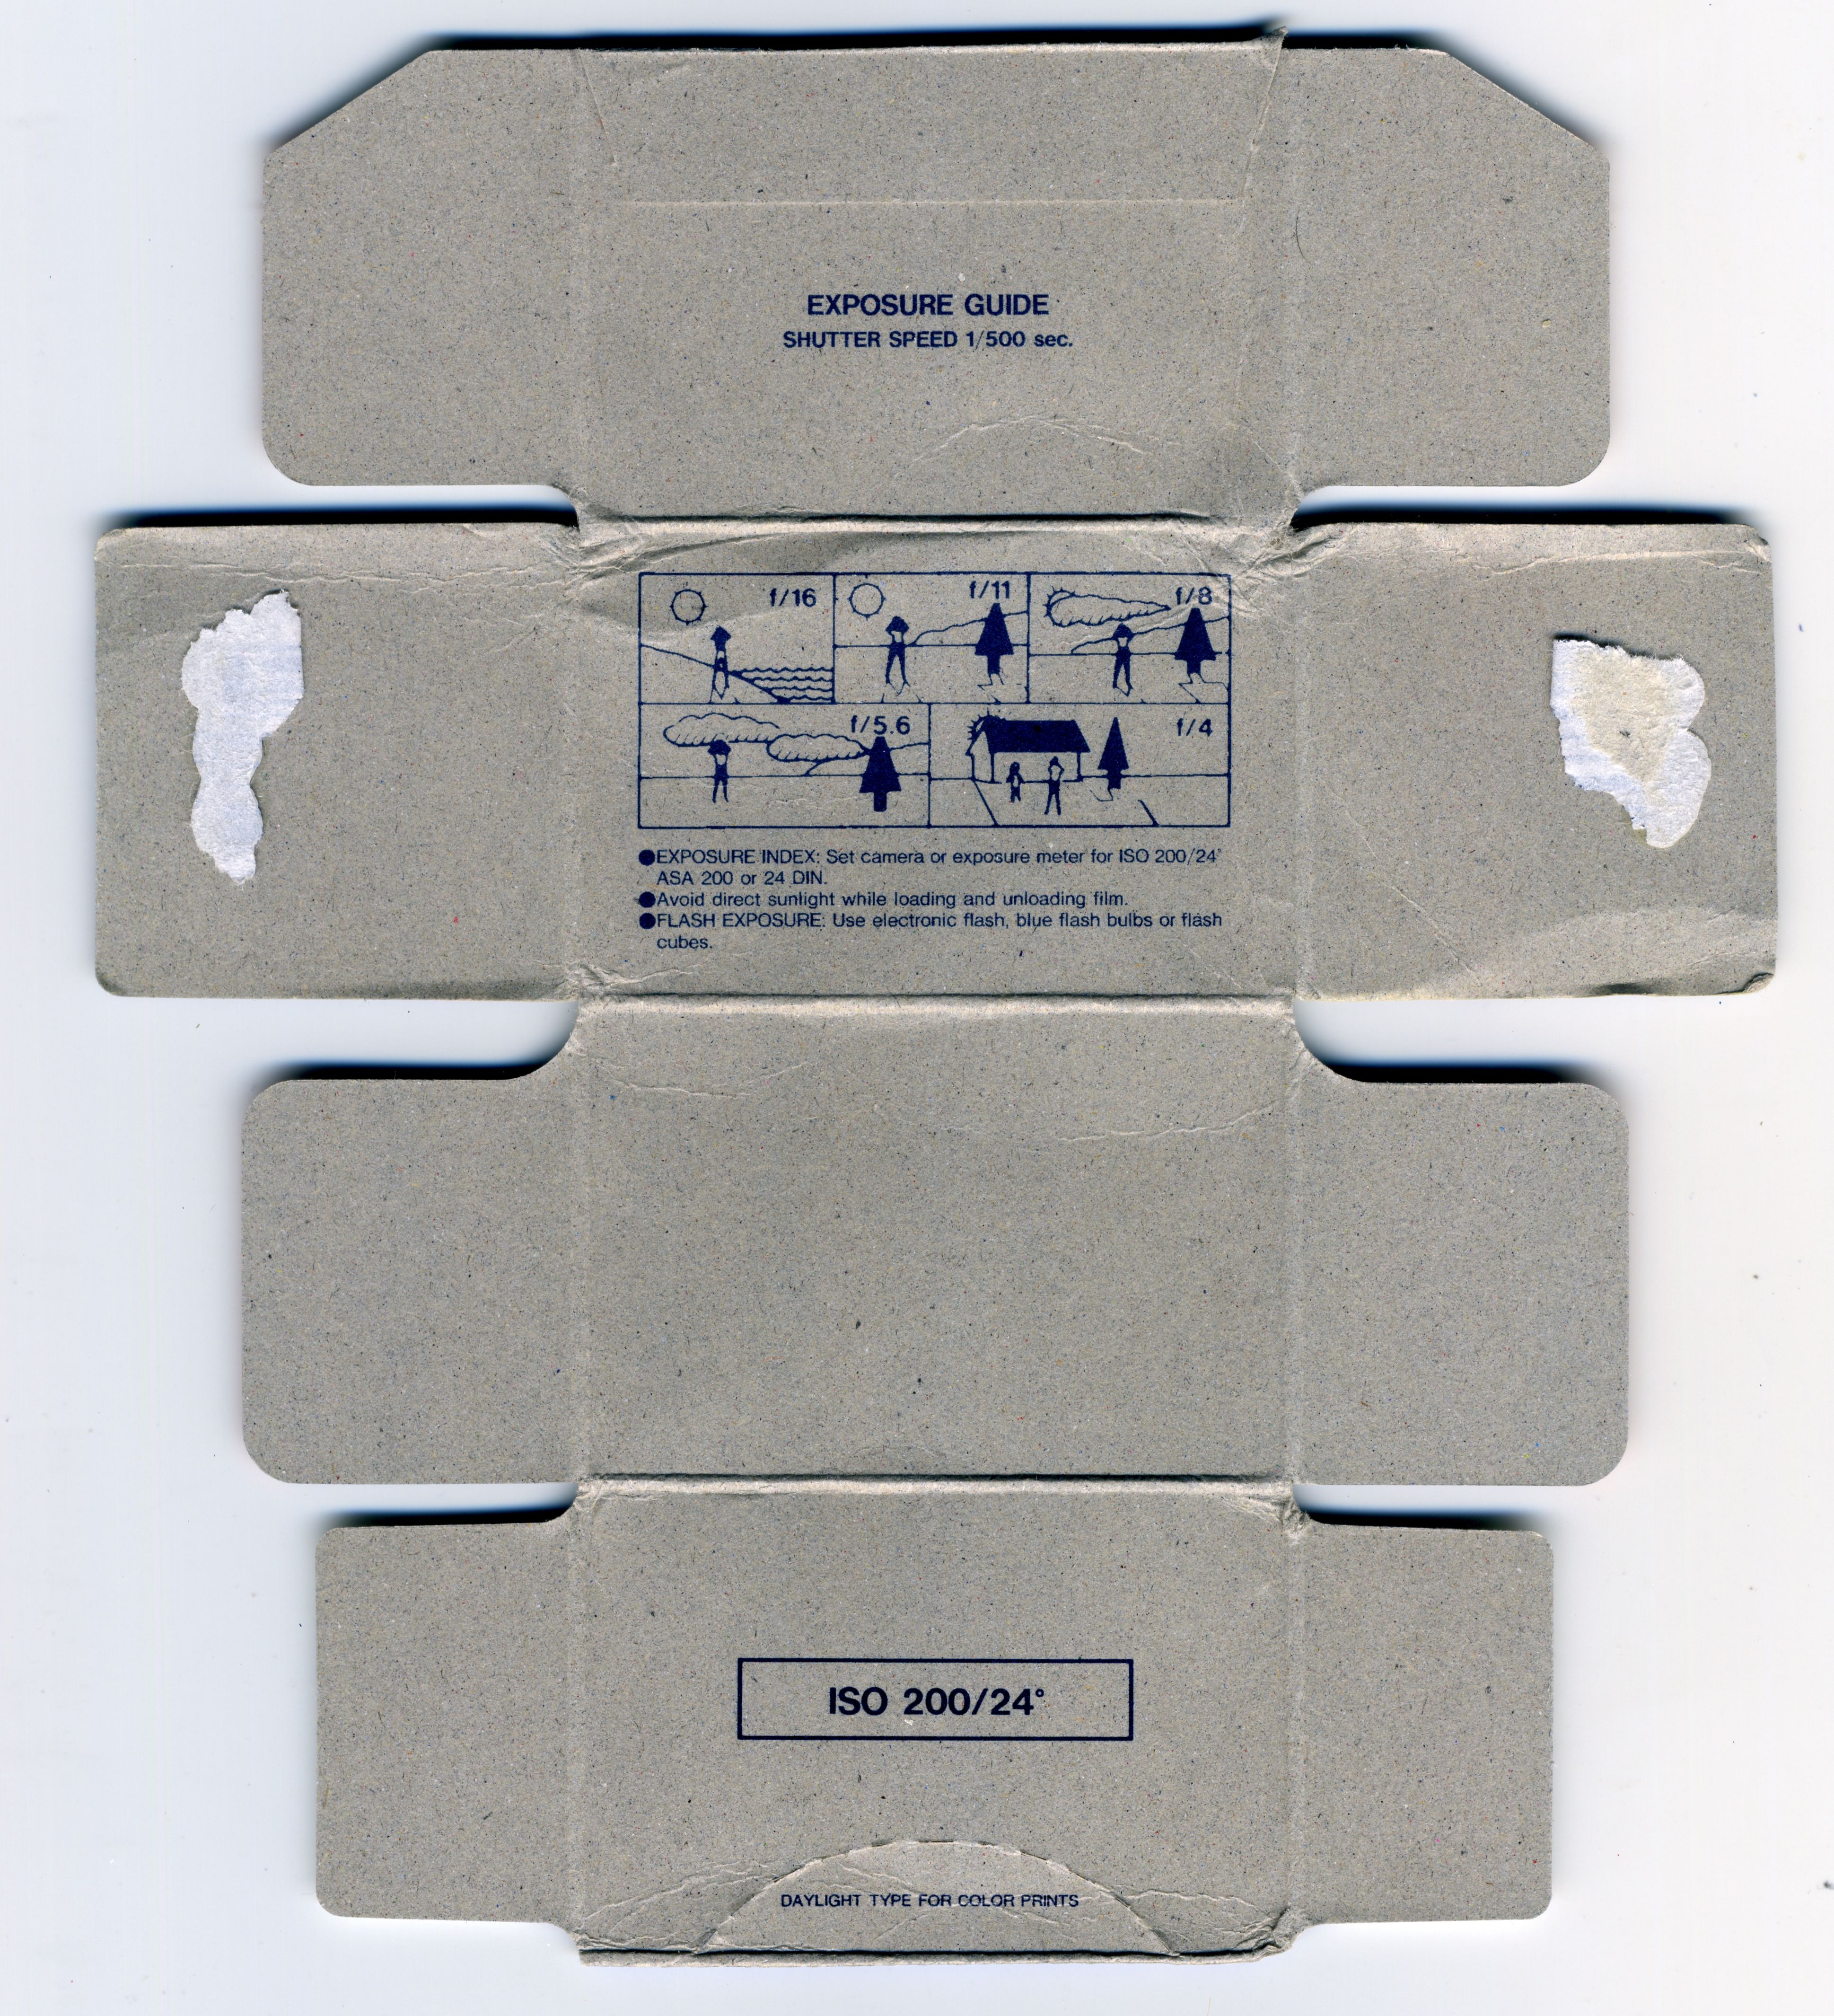 EXPOSURE GUIDE
SHUTTER SPEED 1/500 sec.
f/16
f/11
f/8
f/5.6
f/4
●EXPOSURE INDEX: Set camera or exposure meter for ISO 200/24°
ASA 200 or 24 DIN.
●Avoid direct sunlight while loading and unloading film.
●FLASH EXPOSURE: Use electronic flash, blue flash bulbs or flash
cubes.
ISO 200/24°
DAYLIGHT TYPE FOR COLOR PRINTS